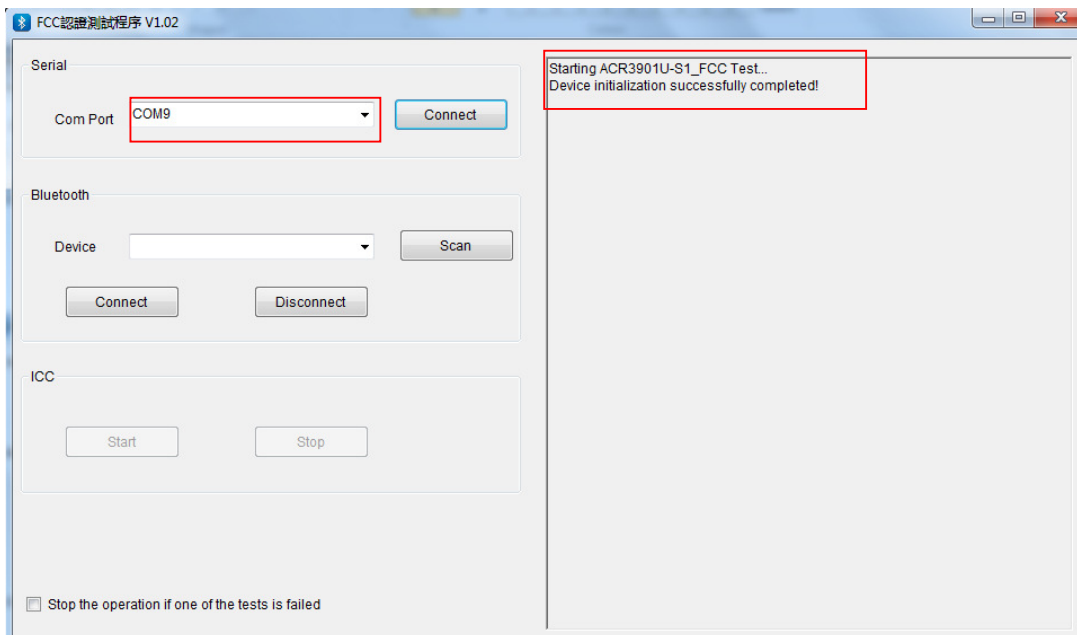 FCC認證測試程序 V1.02
Serial
Com Port
COM9
Connect
Bluetooth
Device
Scan
Connect
Disconnect
ICC
Start
Stop
Stop the operation if one of the tests is failed
Starting ACR3901U-S1_FCC Test...
Device initialization successfully completed!